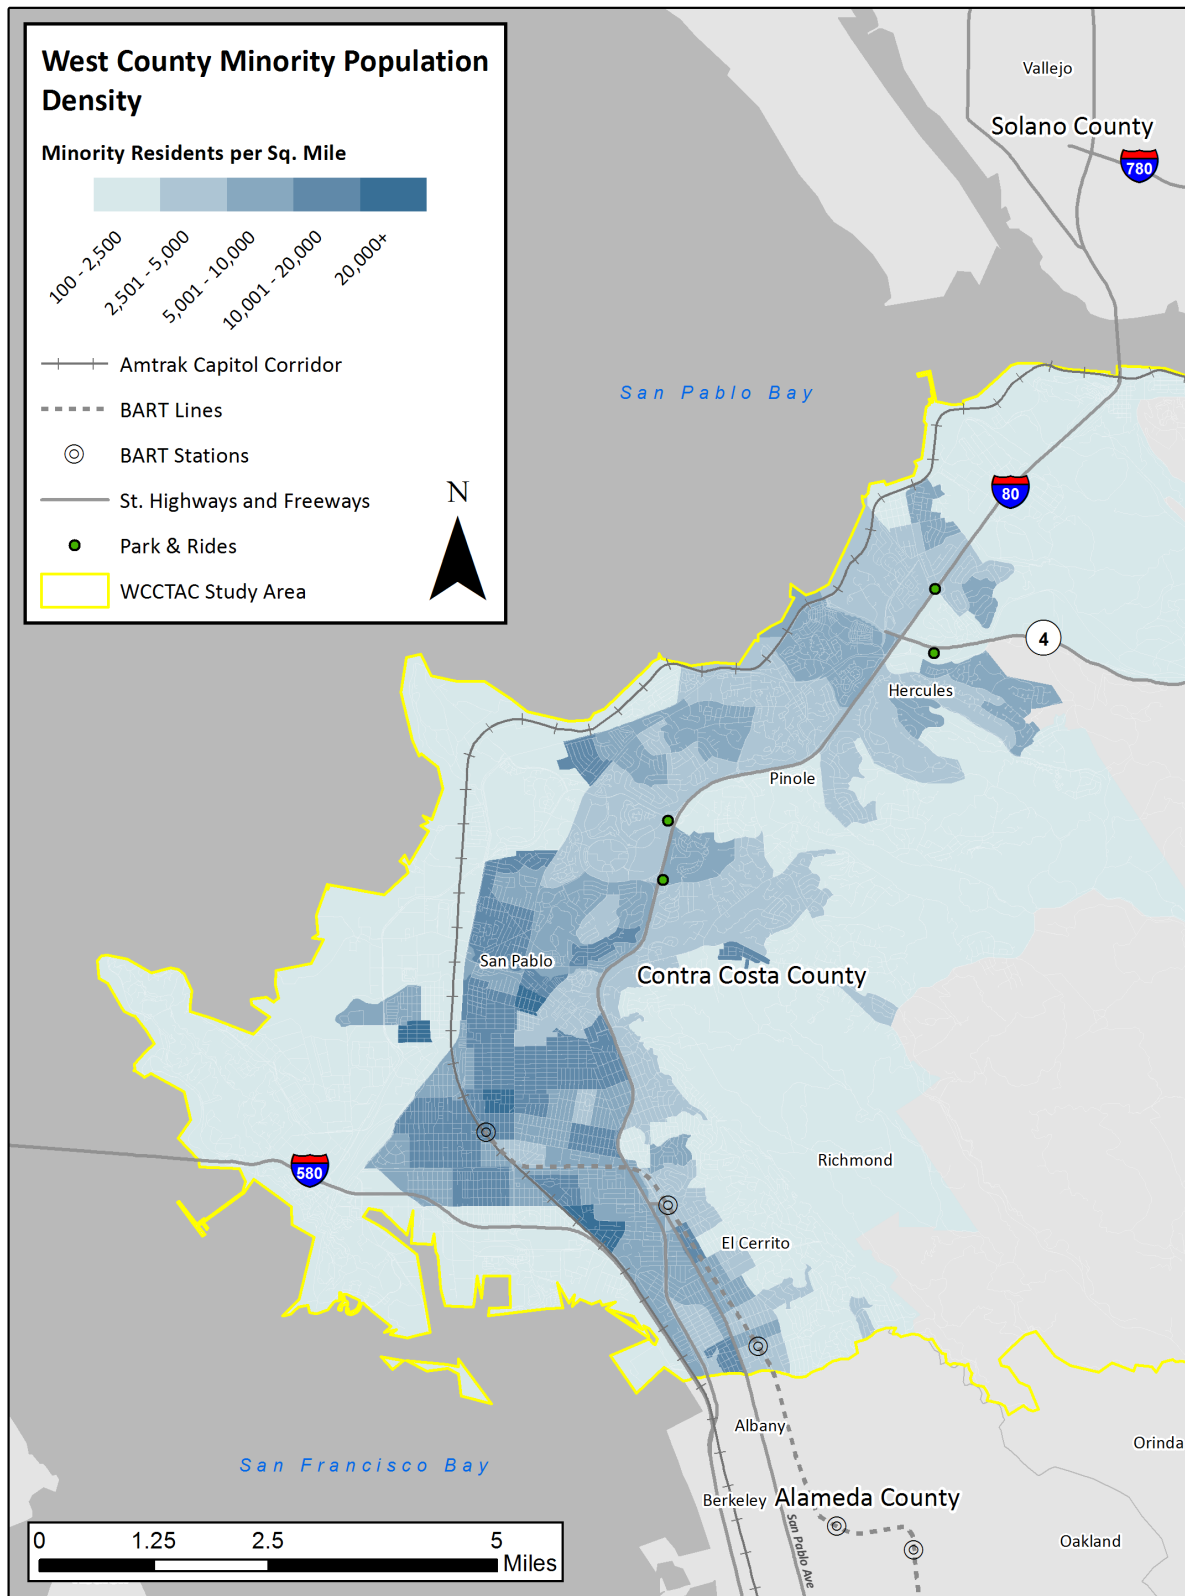 West County Minority Population
Density
Minority Residents per Sq. Mile
100 - 2,500
2,501 - 5,000
5,001 - 10,000
10,001 - 20,000
20,000+
Amtrak Capitol Corridor
BART Lines
BART Stations
St. Highways and Freeways
Park & Rides
WCCTAC Study Area
N
Vallejo
Solano County
780
San Pablo Bay
80
4
Hercules
Pinole
San Pablo
Contra Costa County
Richmond
580
El Cerrito
Albany
Orinda
San Francisco Bay
Berkeley
Alameda County
San Pablo Ave
Oakland
0 1.25 2.5 5
Miles